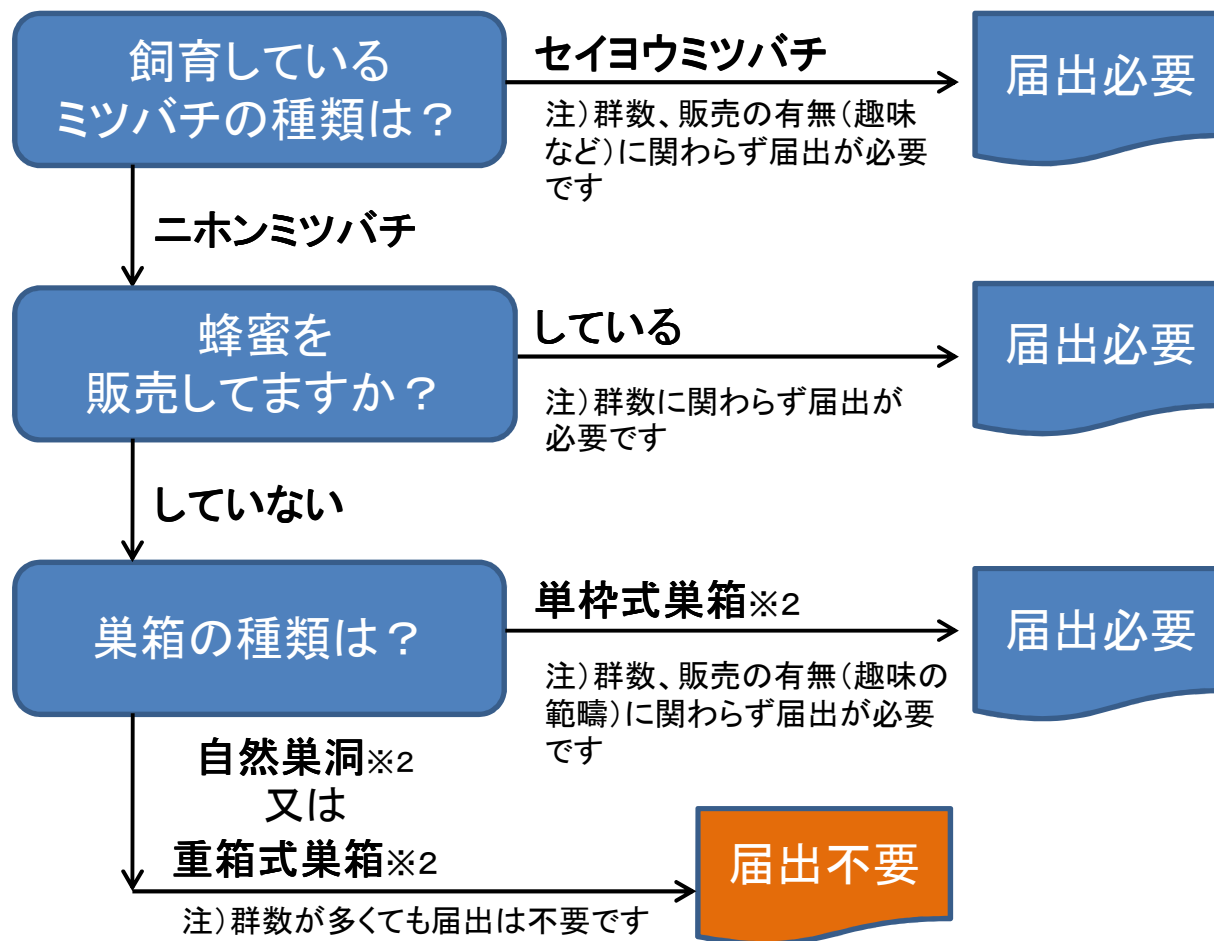 飼育している
ミツバチの種類は？
セイヨウミツバチ
注）群数、販売の有無（趣味
など）に関わらず届出が必要
です
届出必要
ニホンミツバチ
蜂蜜を
販売してますか？
している
注）群数に関わらず届出が
必要です
届出必要
していない
巣箱の種類は？
単枠式巣箱※2
注）群数、販売の有無（趣味の
範疇）に関わらず届出が必要
です
届出必要
自然巣洞※2
又は
重箱式巣箱※2
注）群数が多くても届出は不要です
届出不要